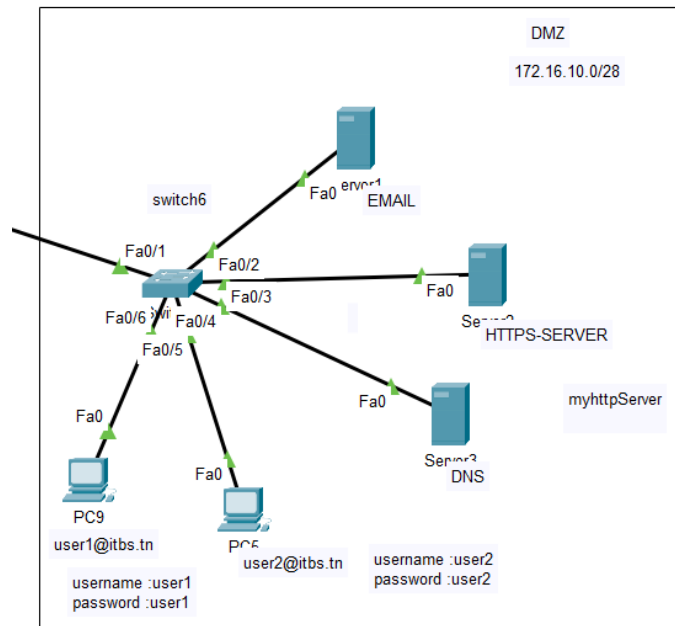 DMZ
172.16.10.0/28
Fa0
switch6
EMAIL
Fa0/1
Fa0/2
Fa0
Fa0/3
Fa0/6
Fa0/4
HTTPS-SERVER
Fa0/5
Fa0
myhttpServer
Fa0
Server3
Fa0
DNS
PC9
user1@itbs.tn
user2@itbs.tn
username :user2
password :user2
username :user1
password :user1